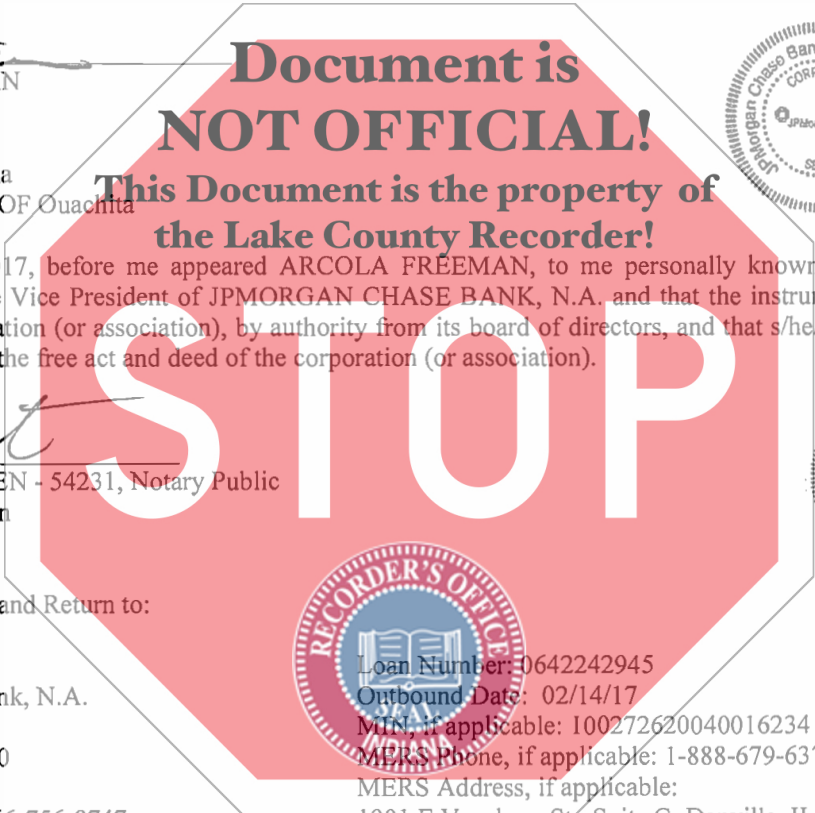 Document is
NOT OFFICIAL!
This Document is the property of
the Lake County Recorder!
JPMorgan Chase Ban
CORP
N
a
OF Ouachita
17, before me appeared ARCOLA FREEMAN, to me personally known
Vice President of JPMORGAN CHASE BANK, N.A. and that the instru
ation (or association), by authority from its board of directors, and that s/he
the free act and deed of the corporation (or association).
STOP
EN - 54231, Notary Public
n
and Return to:
RECORDER'S OFFICE
SEAL
INDIANA
nk, N.A.
0
Loan Number: 0642242945
Outbound Date: 02/14/17
MIN, if applicable: 100272620040016234
MERS Phone, if applicable: 1-888-679-637
MERS Address, if applicable: